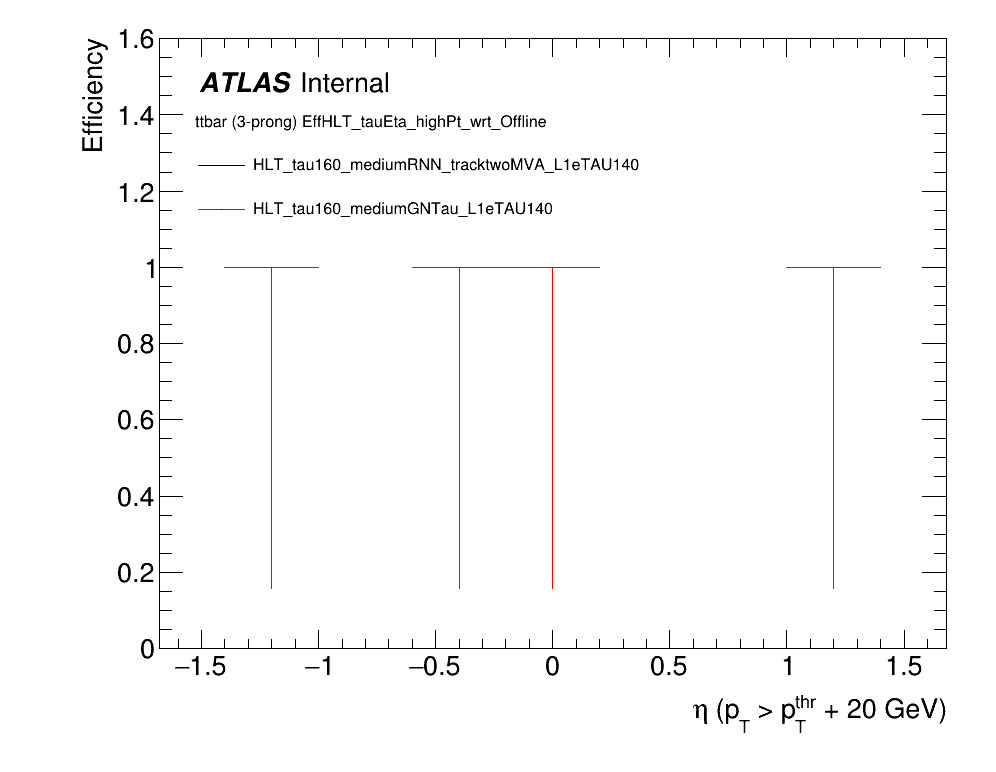 Efficiency
1.6
1.4
1.2
1
0.8
0.6
0.4
0.2
0
ATLAS Internal
ttbar (3-prong) EffHLT_tauEta_highPt_wrt_Offline
HLT_tau160_mediumRNN_tracktwoMVA_L1eTAU140
HLT_tau160_mediumGNTau_L1eTAU140
−1.5 −1 −0.5 0 0.5 1 1.5
η (p_T > p_T^thr + 20 GeV)